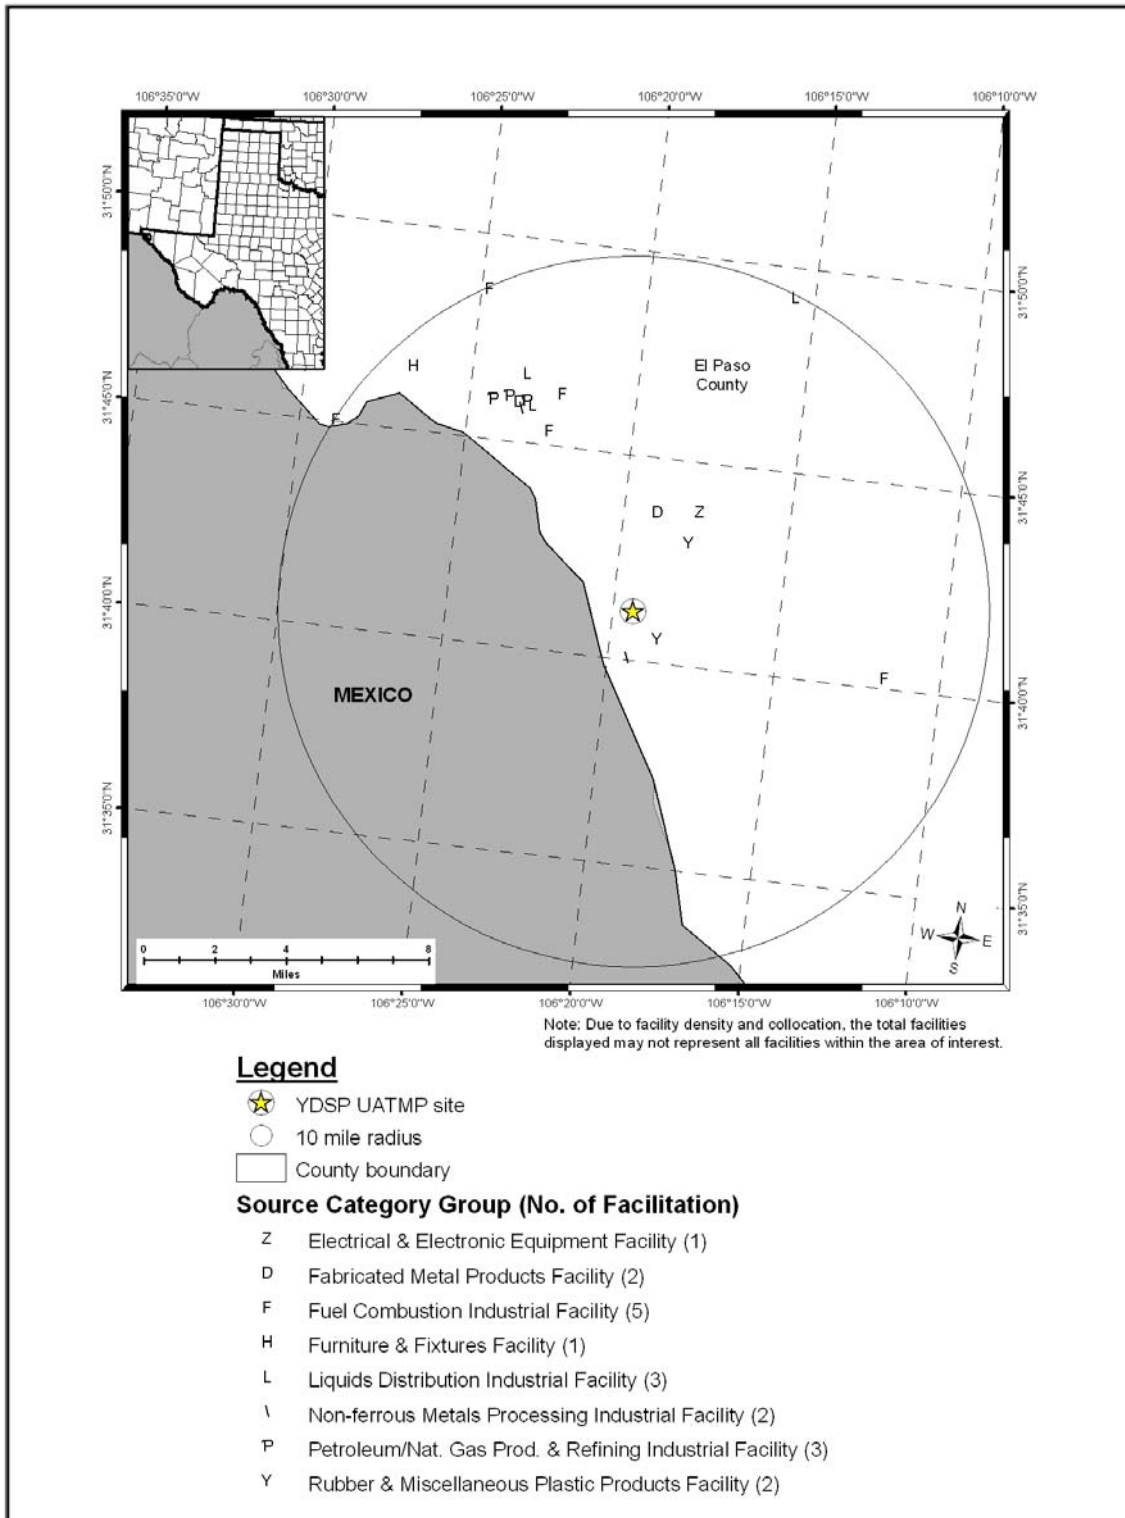 106°35'0"W 106°30'0"W 106°25'0"W 106°20'0"W 106°15'0"W 106°10'0"W
31°50'0"N
31°50'0"N
F
L
El Paso
County
H
L
F
P P D P
\ L
31°45'0"N
F
F
31°45'0"N
D Z
Y
31°40'0"N
Y
\
F
MEXICO
31°40'0"N
31°35'0"N
31°35'0"N
N
W E
S
0 2 4 6 8
Miles
106°30'0"W 106°25'0"W 106°20'0"W 106°15'0"W 106°10'0"W
Note: Due to facility density and collocation, the total facilities
displayed may not represent all facilities within the area of interest.
Legend
YDSP UATMP site
10 mile radius
County boundary
Source Category Group (No. of Facilitation)
Z Electrical & Electronic Equipment Facility (1)
D Fabricated Metal Products Facility (2)
F Fuel Combustion Industrial Facility (5)
H Furniture & Fixtures Facility (1)
L Liquids Distribution Industrial Facility (3)
\ Non-ferrous Metals Processing Industrial Facility (2)
P Petroleum/Nat. Gas Prod. & Refining Industrial Facility (3)
Y Rubber & Miscellaneous Plastic Products Facility (2)